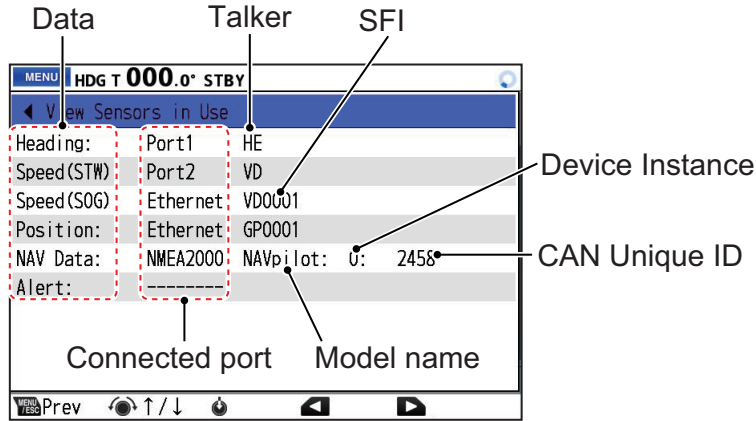 Data Talker SFI
MENU HDG T 000.0° STBY
◀ View Sensors in Use
Heading: Port1 HE
Speed(STW) Port2 VD
Speed(SOG) Ethernet VD0001
Position: Ethernet GP0001
NAV Data: NMEA2000 NAVpilot: 0: 2458
Alert: --------
Device Instance
CAN Unique ID
Connected port Model name
MENU/ESC Prev ↑/↓